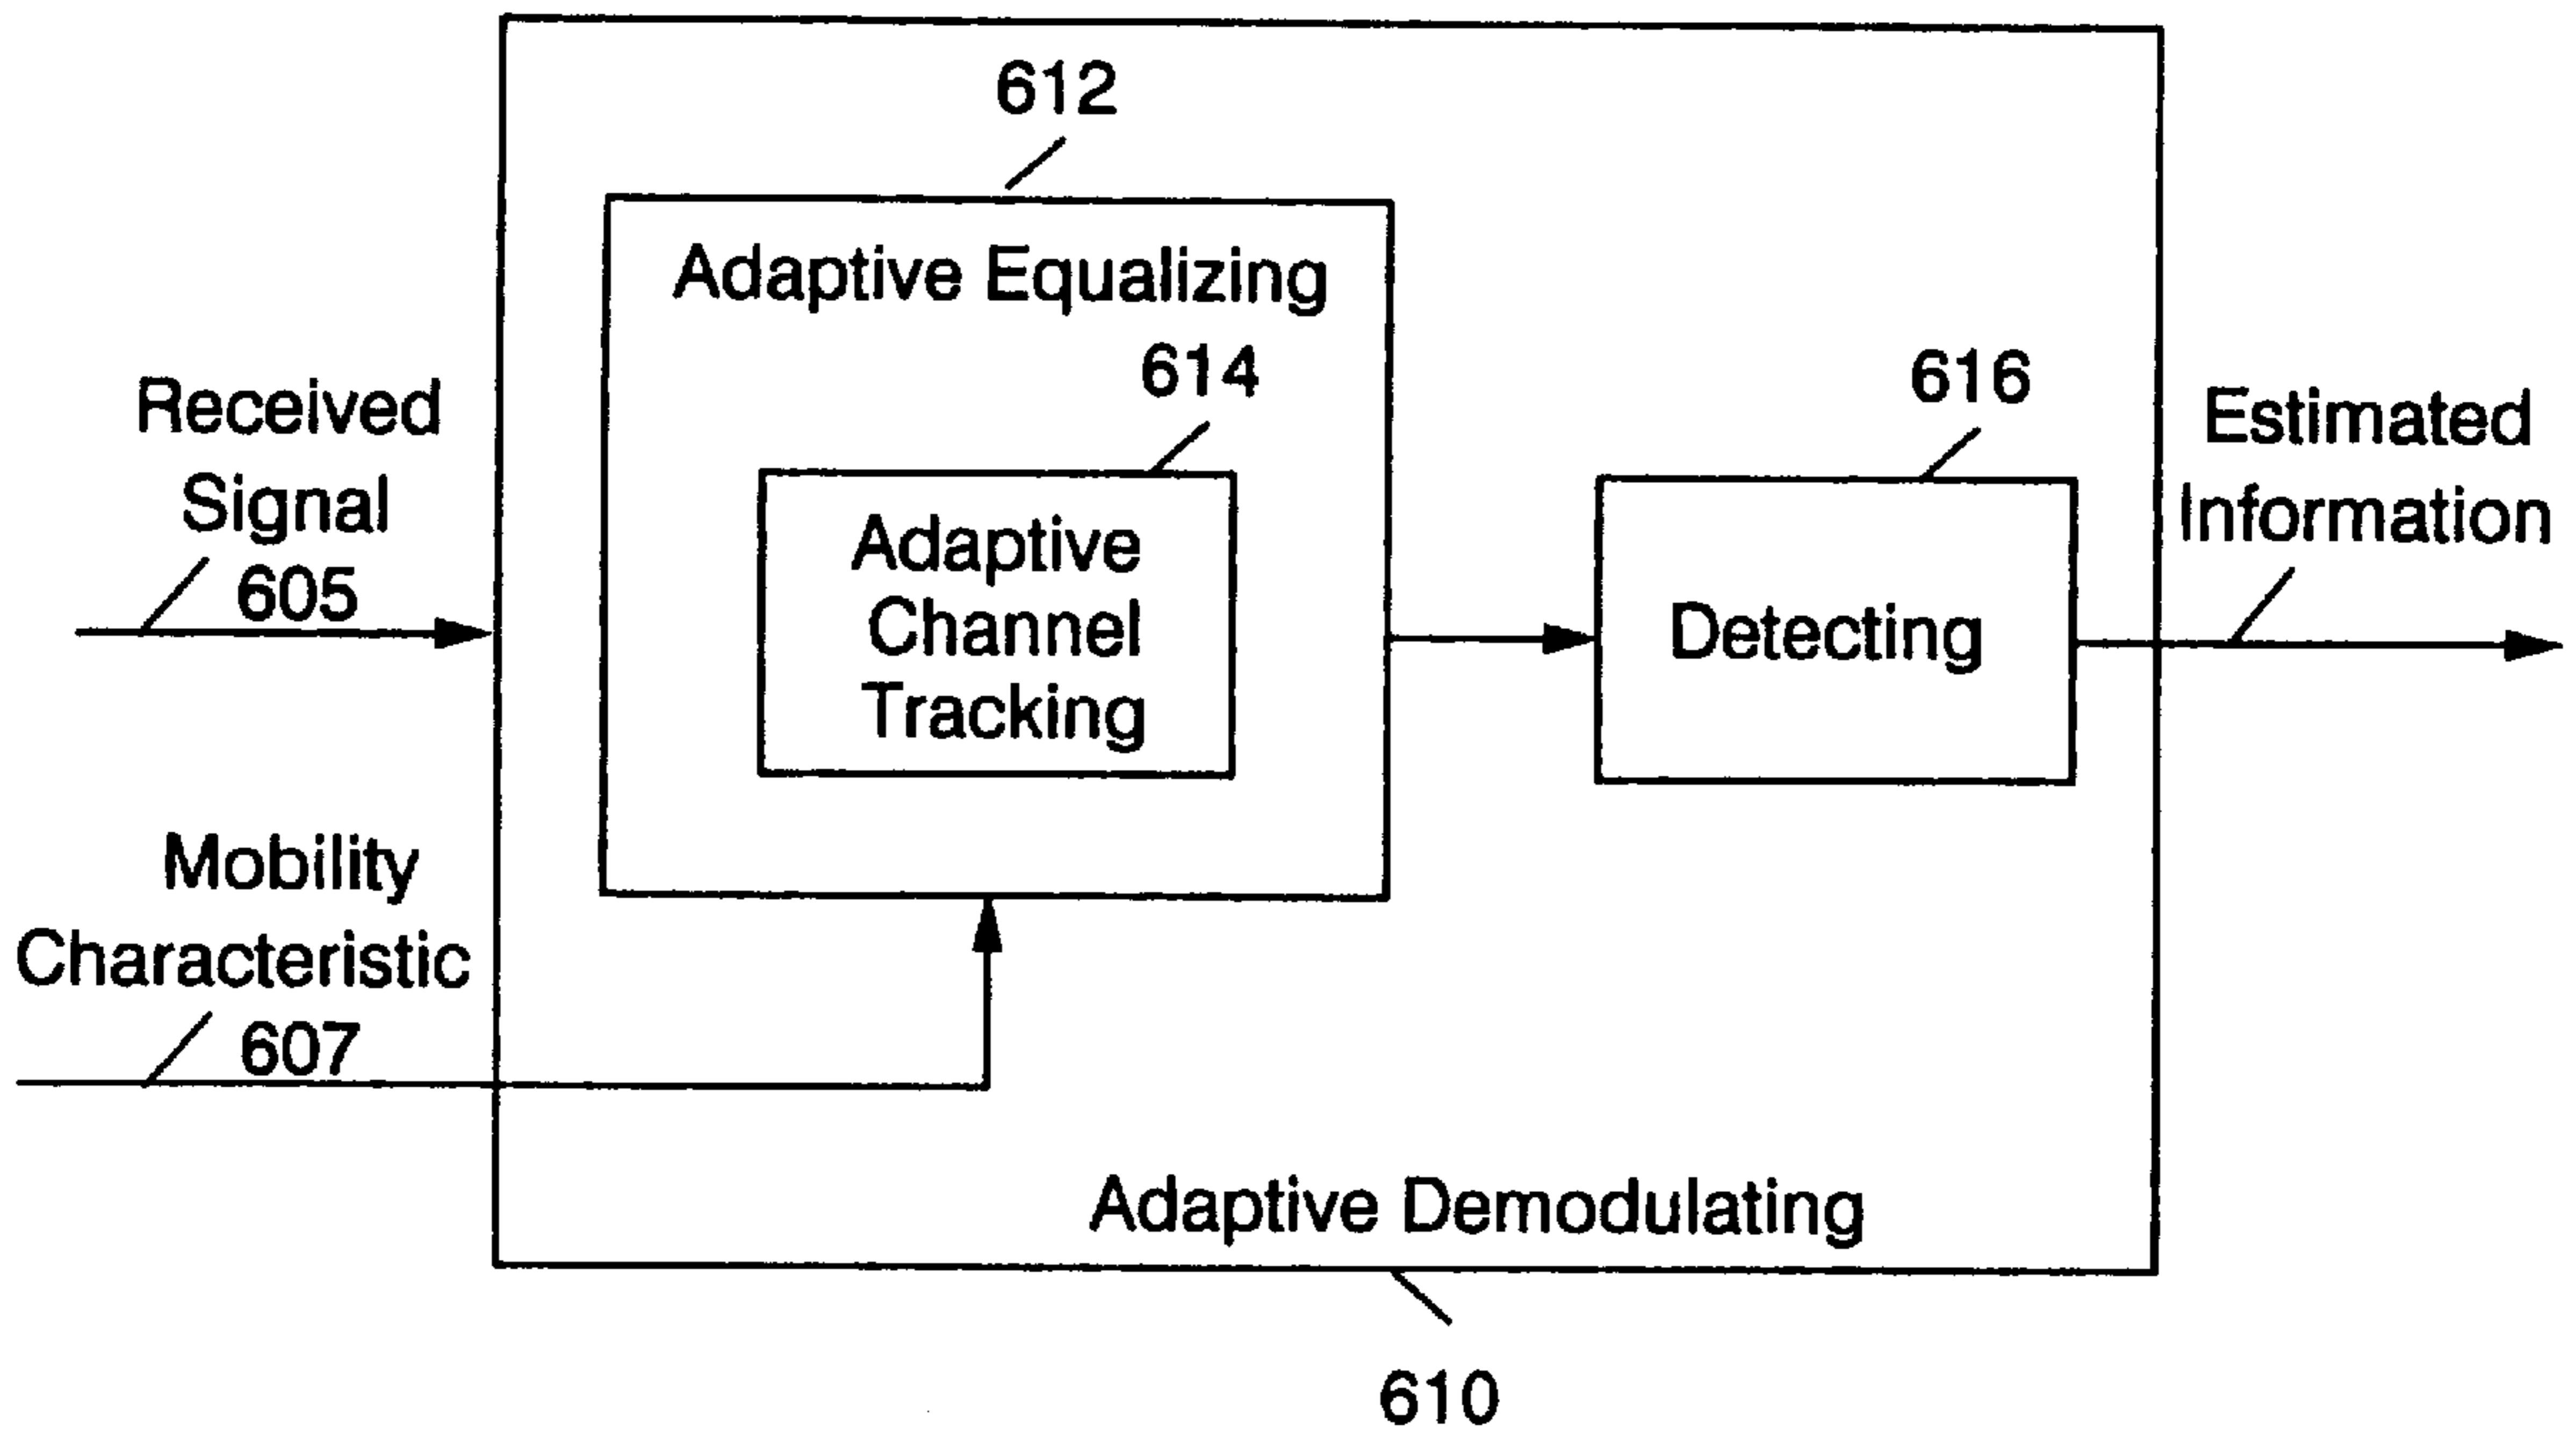 612
Adaptive Equalizing
614
Adaptive
Channel
Tracking
616
Detecting
Received
Signal
605
Mobility
Characteristic
607
Estimated
Information
Adaptive Demodulating
610